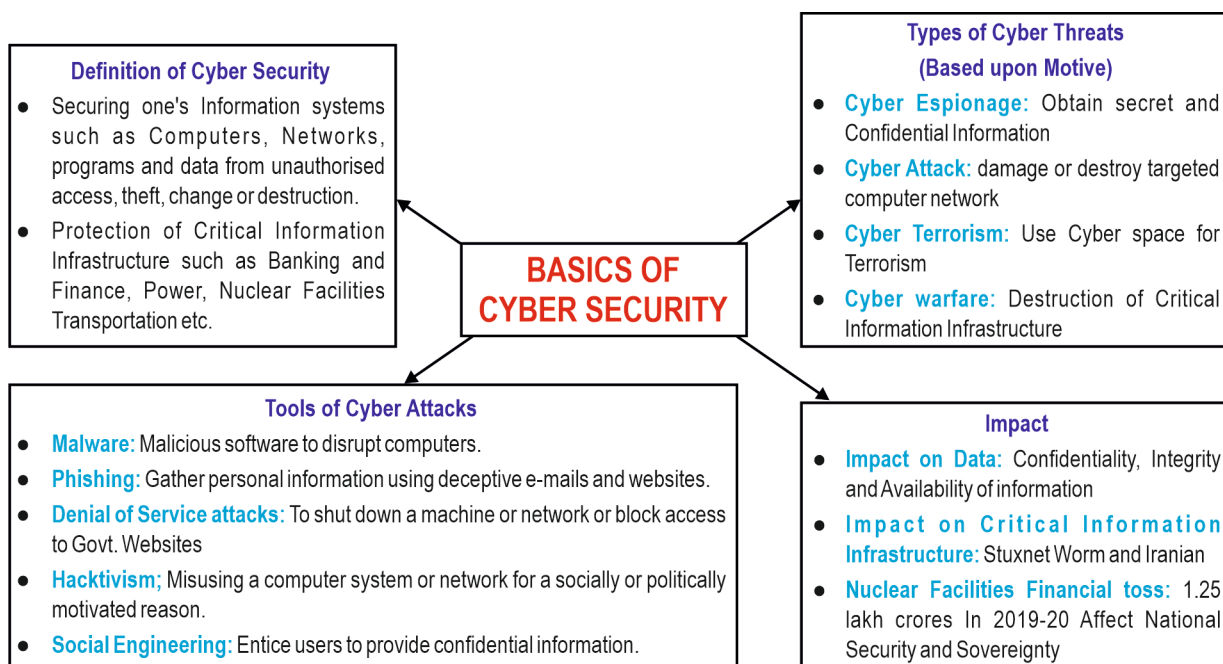 Definition of Cyber Security
● Securing one's Information systems
such as Computers, Networks,
programs and data from unauthorised
access, theft, change or destruction.
● Protection of Critical Information
Infrastructure such as Banking and
Finance, Power, Nuclear Facilities
Transportation etc.
Types of Cyber Threats
(Based upon Motive)
● Cyber Espionage: Obtain secret and
Confidential Information
● Cyber Attack: damage or destroy targeted
computer network
● Cyber Terrorism: Use Cyber space for
Terrorism
● Cyber warfare: Destruction of Critical
Information Infrastructure
BASICS OF
CYBER SECURITY
Tools of Cyber Attacks
● Malware: Malicious software to disrupt computers.
● Phishing: Gather personal information using deceptive e-mails and websites.
● Denial of Service attacks: To shut down a machine or network or block access
to Govt. Websites
● Hacktivism; Misusing a computer system or network for a socially or politically
motivated reason.
● Social Engineering: Entice users to provide confidential information.
Impact
● Impact on Data: Confidentiality, Integrity
and Availability of information
● Impact on Critical Information
Infrastructure: Stuxnet Worm and Iranian
● Nuclear Facilities Financial toss: 1.25
lakh crores In 2019-20 Affect National
Security and Sovereignty